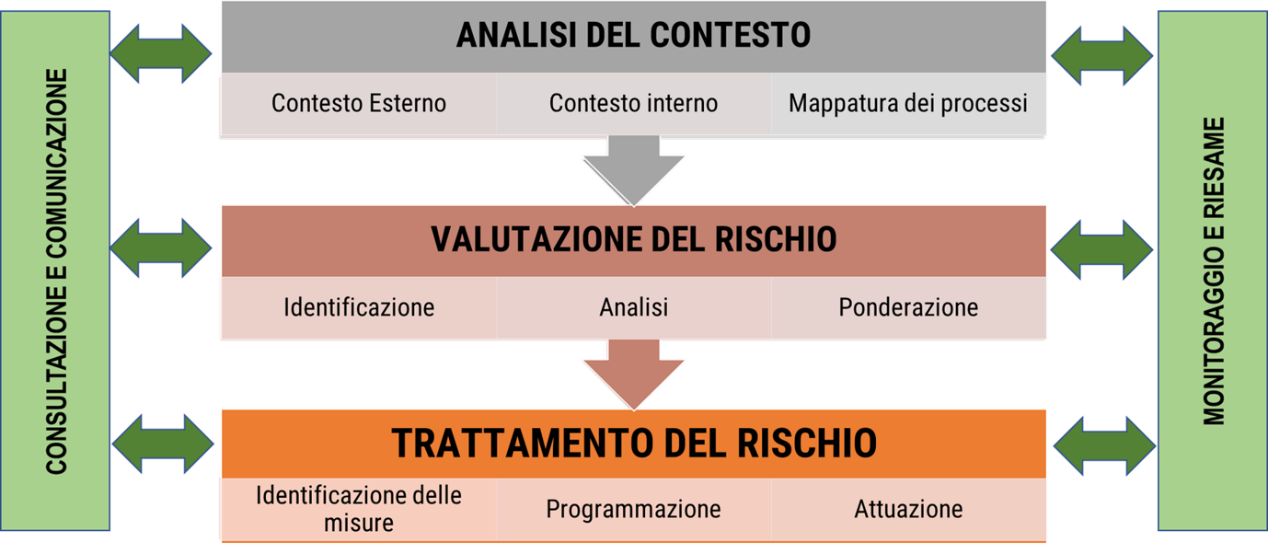 CONSULTAZIONE E COMUNICAZIONE
ANALISI DEL CONTESTO
Contesto Esterno
Contesto interno
Mappatura dei processi
VALUTAZIONE DEL RISCHIO
Identificazione
Analisi
Ponderazione
TRATTAMENTO DEL RISCHIO
Identificazione delle
misure
Programmazione
Attuazione
MONITORAGGIO E RIESAME